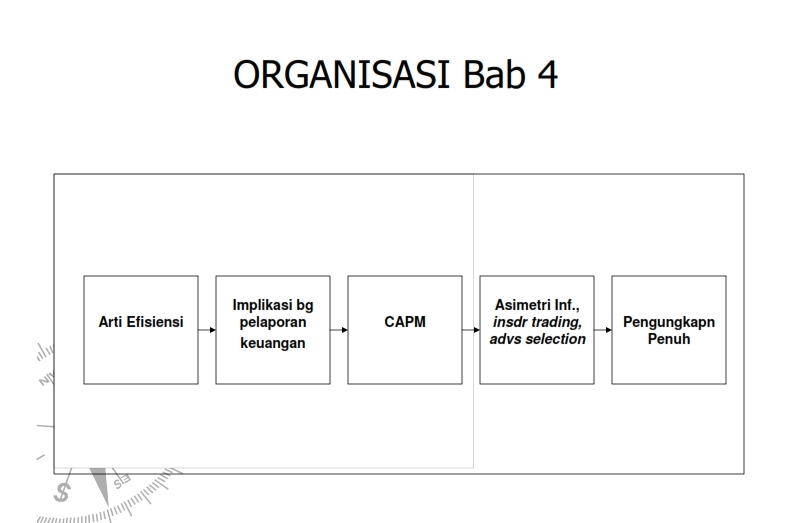 ORGANISASI Bab 4
Arti Efisiensi
Implikasi bg
pelaporan
keuangan
CAPM
Asimetri Inf.,
insdr trading,
advs selection
Pengungkapn
Penuh
$